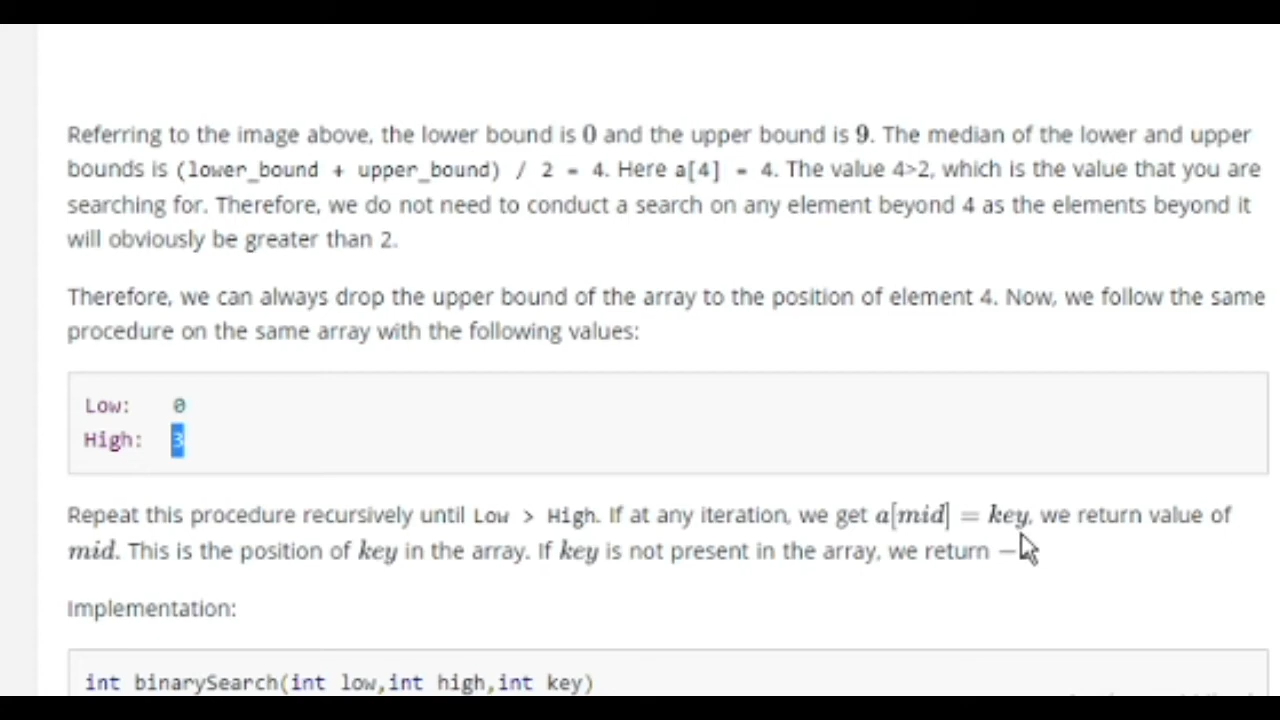 Referring to the image above, the lower bound is 0 and the upper bound is 9. The median of the lower and upper
bounds is (lower_bound + upper_bound) / 2 = 4. Here a[4] = 4. The value 4>2, which is the value that you are
searching for. Therefore, we do not need to conduct a search on any element beyond 4 as the elements beyond it
will obviously be greater than 2.
Therefore, we can always drop the upper bound of the array to the position of element 4. Now, we follow the same
procedure on the same array with the following values:
Low: 0
High: 3
Repeat this procedure recursively until Low > High. If at any iteration, we get a[mid] = key, we return value of
mid. This is the position of key in the array. If key is not present in the array, we return −
Implementation:
int binarySearch(int low,int high,int key)